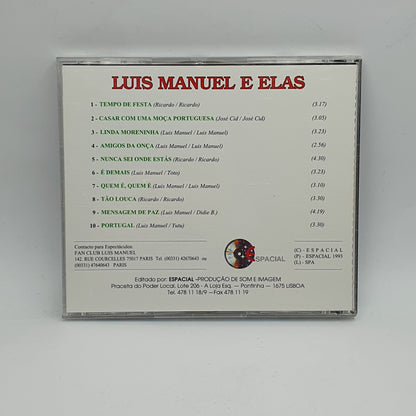 LUIS MANUEL E ELAS
1 - TEMPO DE FESTA (Ricardo / Ricardo) (3.17)
2 - CASAR COM UMA MOÇA PORTUGUESA (José Cid / José Cid) (3.05)
3 - LINDA MORENINHA (Luis Manuel / Luis Manuel) (3.23)
4 - AMIGOS DA ONÇA (Luis Manuel / Luis Manuel) (2.56)
5 - NUNCA SEI ONDE ESTÁS (Ricardo / Ricardo) (4.30)
6 - É DEMAIS (Luis Manuel / Toto) (3.23)
7 - QUEM É, QUEM É (Luis Manuel / Luis Manuel) (3.10)
8 - TÃO LOUCA (Ricardo / Ricardo) (3.30)
9 - MENSAGEM DE PAZ (Luis Manuel / Didie B.) (4.19)
10 - PORTUGAL (Luis Manuel / Tutu) (3.30)
Contacto para Espectáculos:
FAN CLUB LUIS MANUEL
142, RUE COURCELLES 75017 PARIS Tel. (00331) 42670643 ou
(00331) 47640643 PARIS
ESPACIAL
(C) - ESPACIAL
(P) - ESPACIAL 1993
(L) - SPA
Editado por: ESPACIAL -PRODUÇÃO DE SOM E IMAGEM
Praceta do Poder Local, Lote 206 - A Loja Esq. — Pontinha — 1675 LISBOA
Tel. 478 11 18/9 —Fax 478 11 19